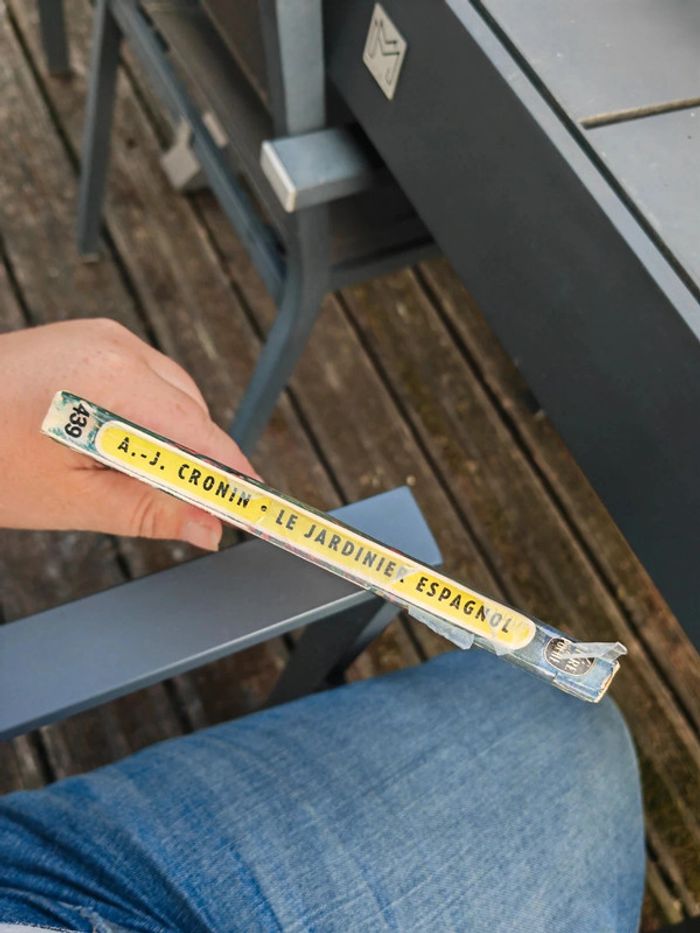 439
A.-J. CRONIN • LE JARDINIER ESPAGNOL